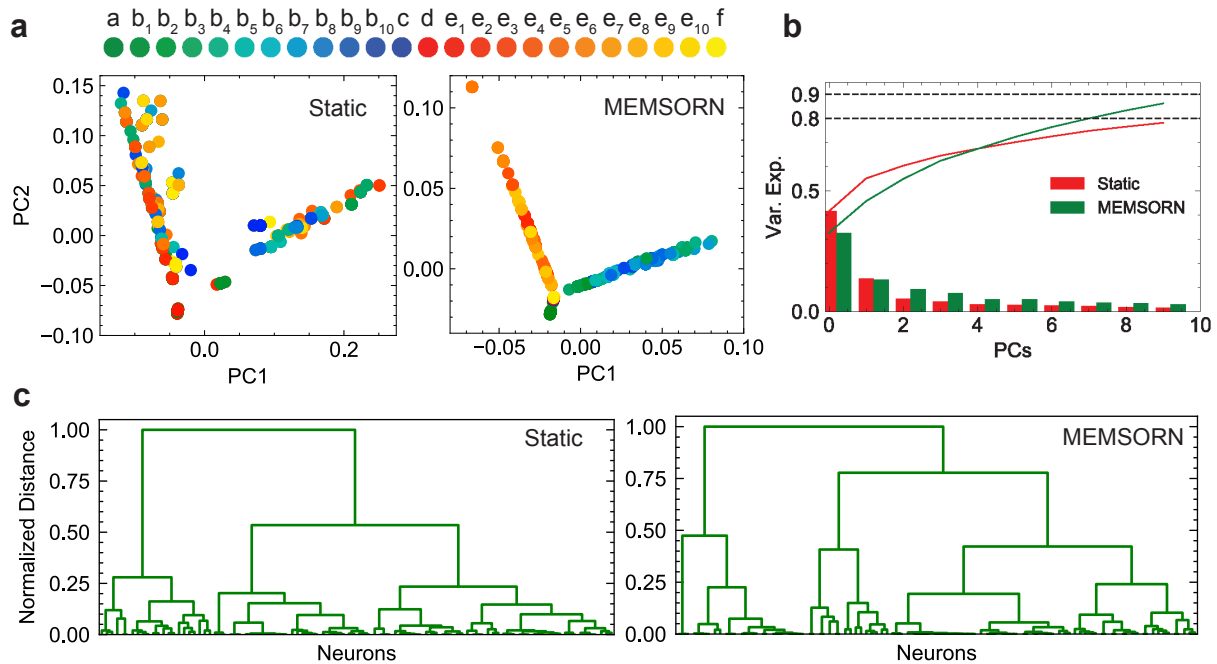 a
a b₁ b₂ b₃ b₄ b₅ b₆ b₇ b₈ b₉ b₁₀ c d e₁ e₂ e₃ e₄ e₅ e₆ e₇ e₈ e₉ e₁₀ f
Static
PC2
0.15
0.10
0.05
0.00
−0.05
−0.10
0.0 0.2
PC1
MEMSORN
0.10
0.05
0.00
−0.05 0.00 0.05 0.10
PC1
b
Var. Exp.
0.9
0.8
0.5
0.0
Static
MEMSORN
0 2 4 6 8 10
PCs
c
Normalized Distance
1.00
0.75
0.50
0.25
0.00
Static
Neurons
1.00
0.75
0.50
0.25
0.00
MEMSORN
Neurons